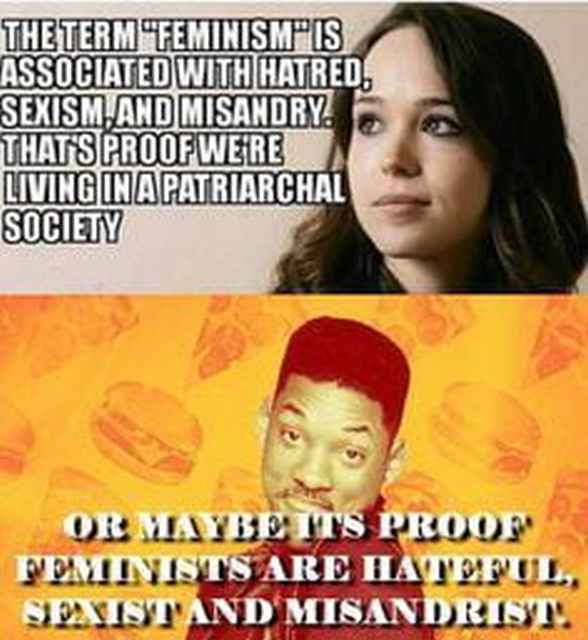 THE TERM "FEMINISM" IS
ASSOCIATED WITH HATRED,
SEXISM, AND MISANDRY.
THAT'S PROOF WE'RE
LIVING IN A PATRIARCHAL
SOCIETY
OR MAYBE ITS PROOF
FEMINISTS ARE HATEFUL,
SEXIST AND MISANDRIST.